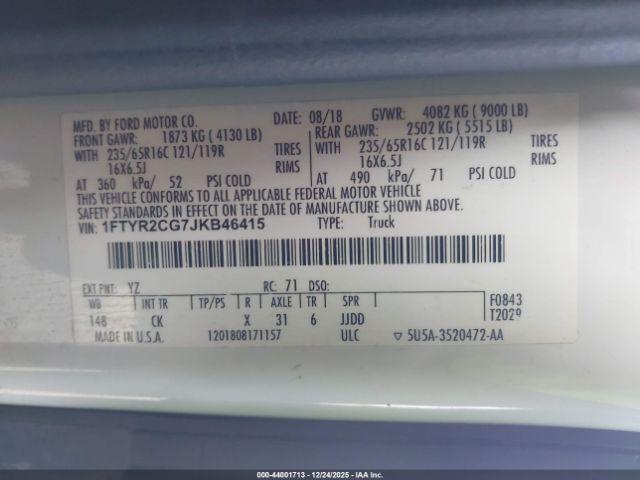 MFD. BY FORD MOTOR CO. DATE: 08/18 GVWR: 4082 KG ( 9000 LB)
FRONT GAWR: 1873 KG ( 4130 LB) REAR GAWR: 2502 KG ( 5515 LB)
WITH 235/65R16C 121/119R TIRES WITH 235/65R16C 121/119R TIRES
16X6.5J RIMS 16X6.5J RIMS
AT 360 kPa/ 52 PSI COLD AT 490 kPa/ 71 PSI COLD
THIS VEHICLE CONFORMS TO ALL APPLICABLE FEDERAL MOTOR VEHICLE
SAFETY STANDARDS IN EFFECT ON THE DATE OF MANUFACTURE SHOWN ABOVE.
VIN: 1FTYR2CG7JKB46415 TYPE: Truck
EXT PNT: YZ RC: 71 DSO:
WB INT TR TP/PS R AXLE TR SPR F0843
148 CK X 31 6 JJDD T2029
MADE IN U.S.A. 1201808171157 ULC ▽ 5U5A-3520472-AA
000-44001713 - 12/24/2025 - IAA Inc.